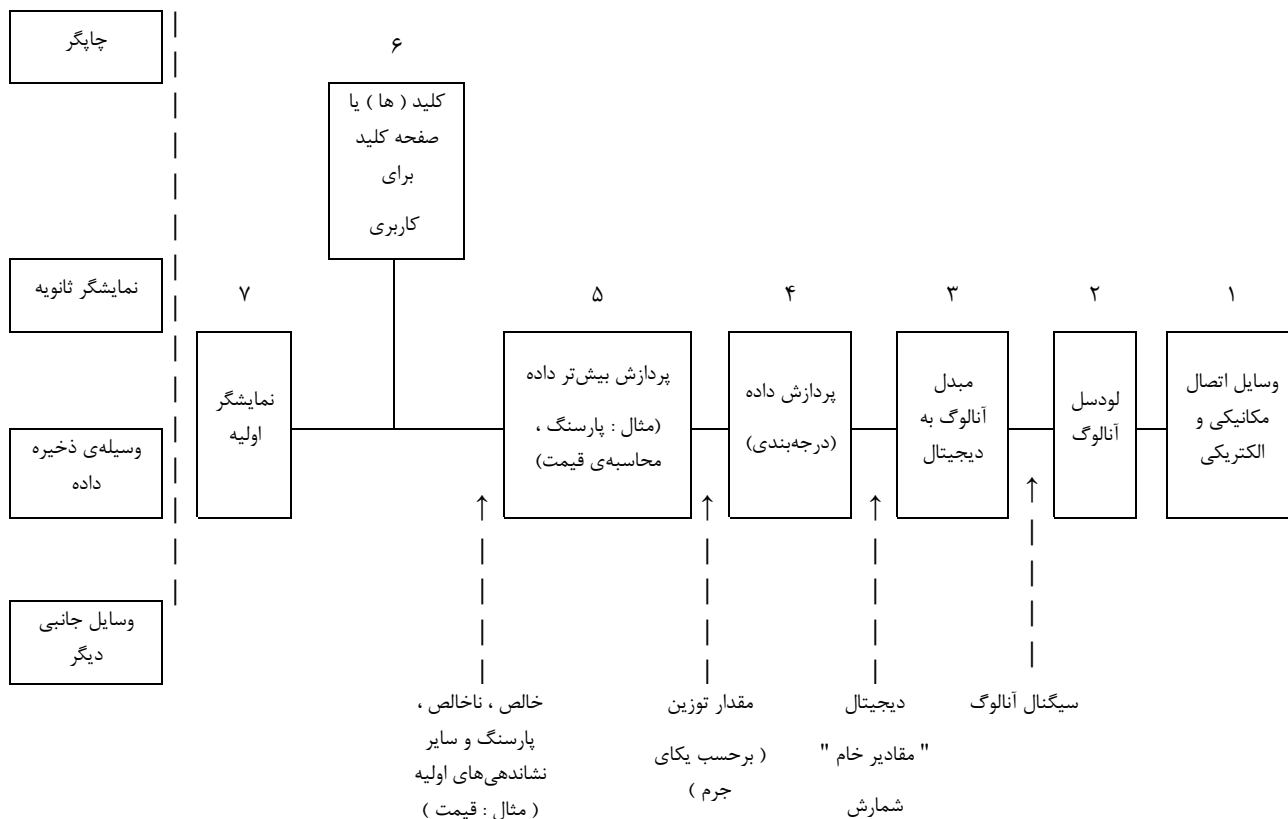 چاپگر
۶
کلید ( ها ) یا
صفحه کلید
برای
کاربری
نمایشگر ثانویه
۱
۲
۳
۴
۵
۷
وسایل اتصال
مکانیکی و
الکتریکی
لودسل
آنالوگ
مبدل
آنالوگ به
دیجیتال
پردازش داده
(درجه‌بندی)
پردازش بیش‌تر داده
(مثال : پارسنگ ،
محاسبه‌ی قیمت)
نمایشگر
اولیه
وسیله‌ی ذخیره
داده
وسایل جانبی
دیگر
سیگنال آنالوگ
دیجیتال
" مقادیر خام "
شمارش
مقدار توزین
( برحسب یکای
جرم )
خالص ، ناخالص ،
پارسنگ و سایر
نشاندهی‌های اولیه
( مثال : قیمت )